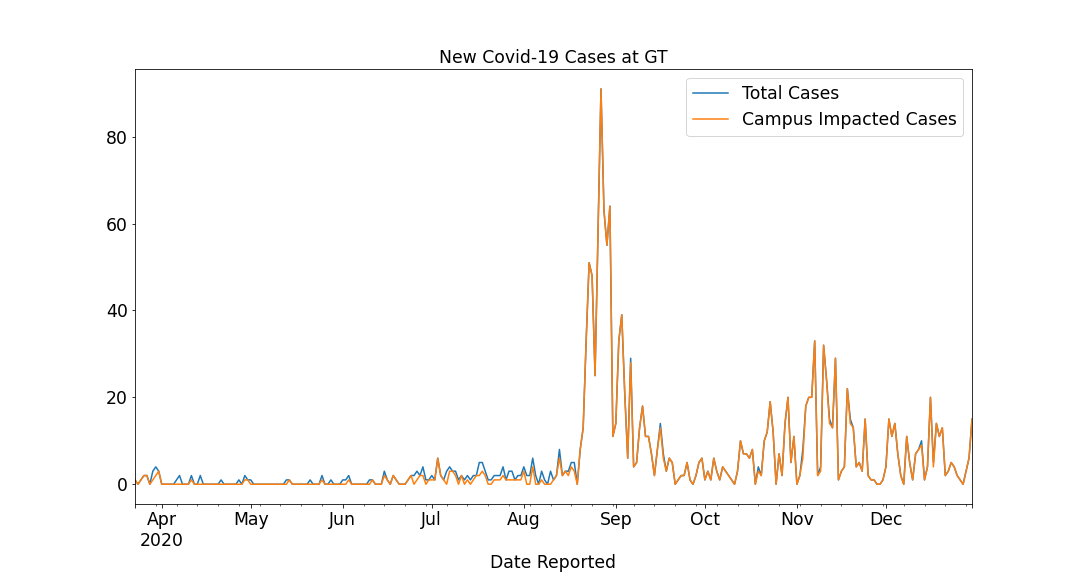 New Covid-19 Cases at GT
Total Cases
Campus Impacted Cases
80
60
40
20
0
Apr May Jun Jul Aug Sep Oct Nov Dec
2020
Date Reported